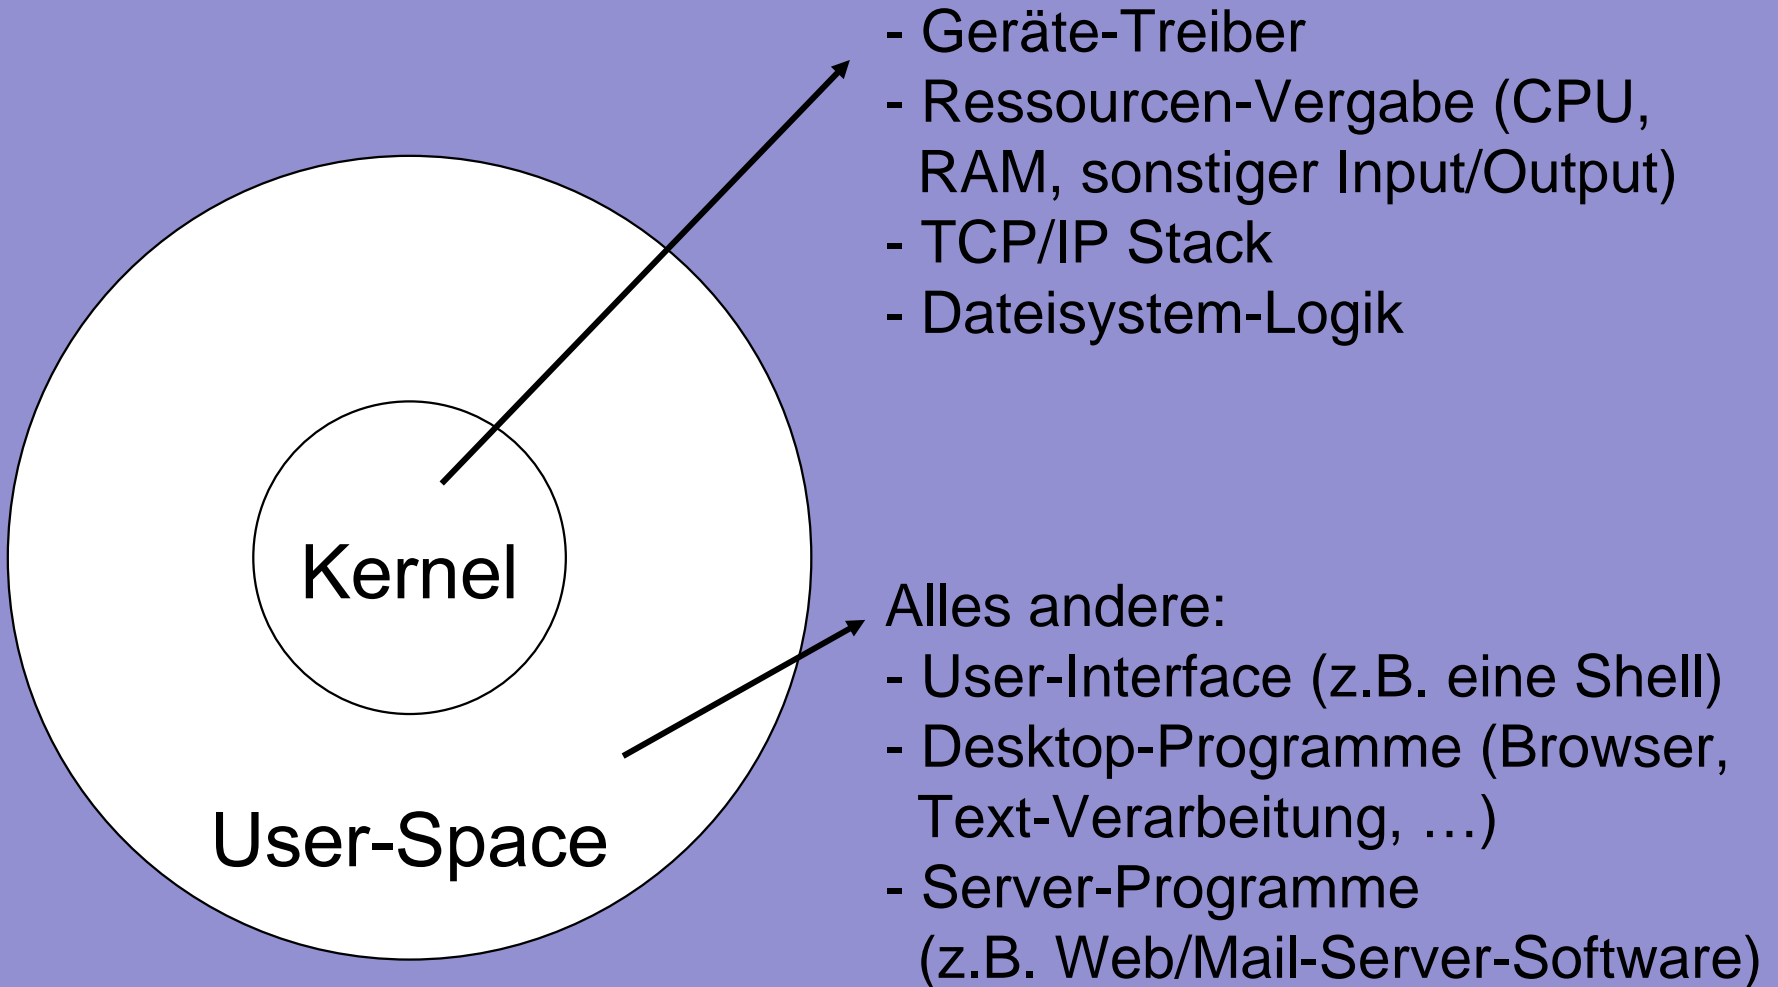 - Geräte-Treiber
- Ressourcen-Vergabe (CPU,
RAM, sonstiger Input/Output)
- TCP/IP Stack
- Dateisystem-Logik
Kernel
User-Space
Alles andere:
- User-Interface (z.B. eine Shell)
- Desktop-Programme (Browser,
Text-Verarbeitung, …)
- Server-Programme
(z.B. Web/Mail-Server-Software)